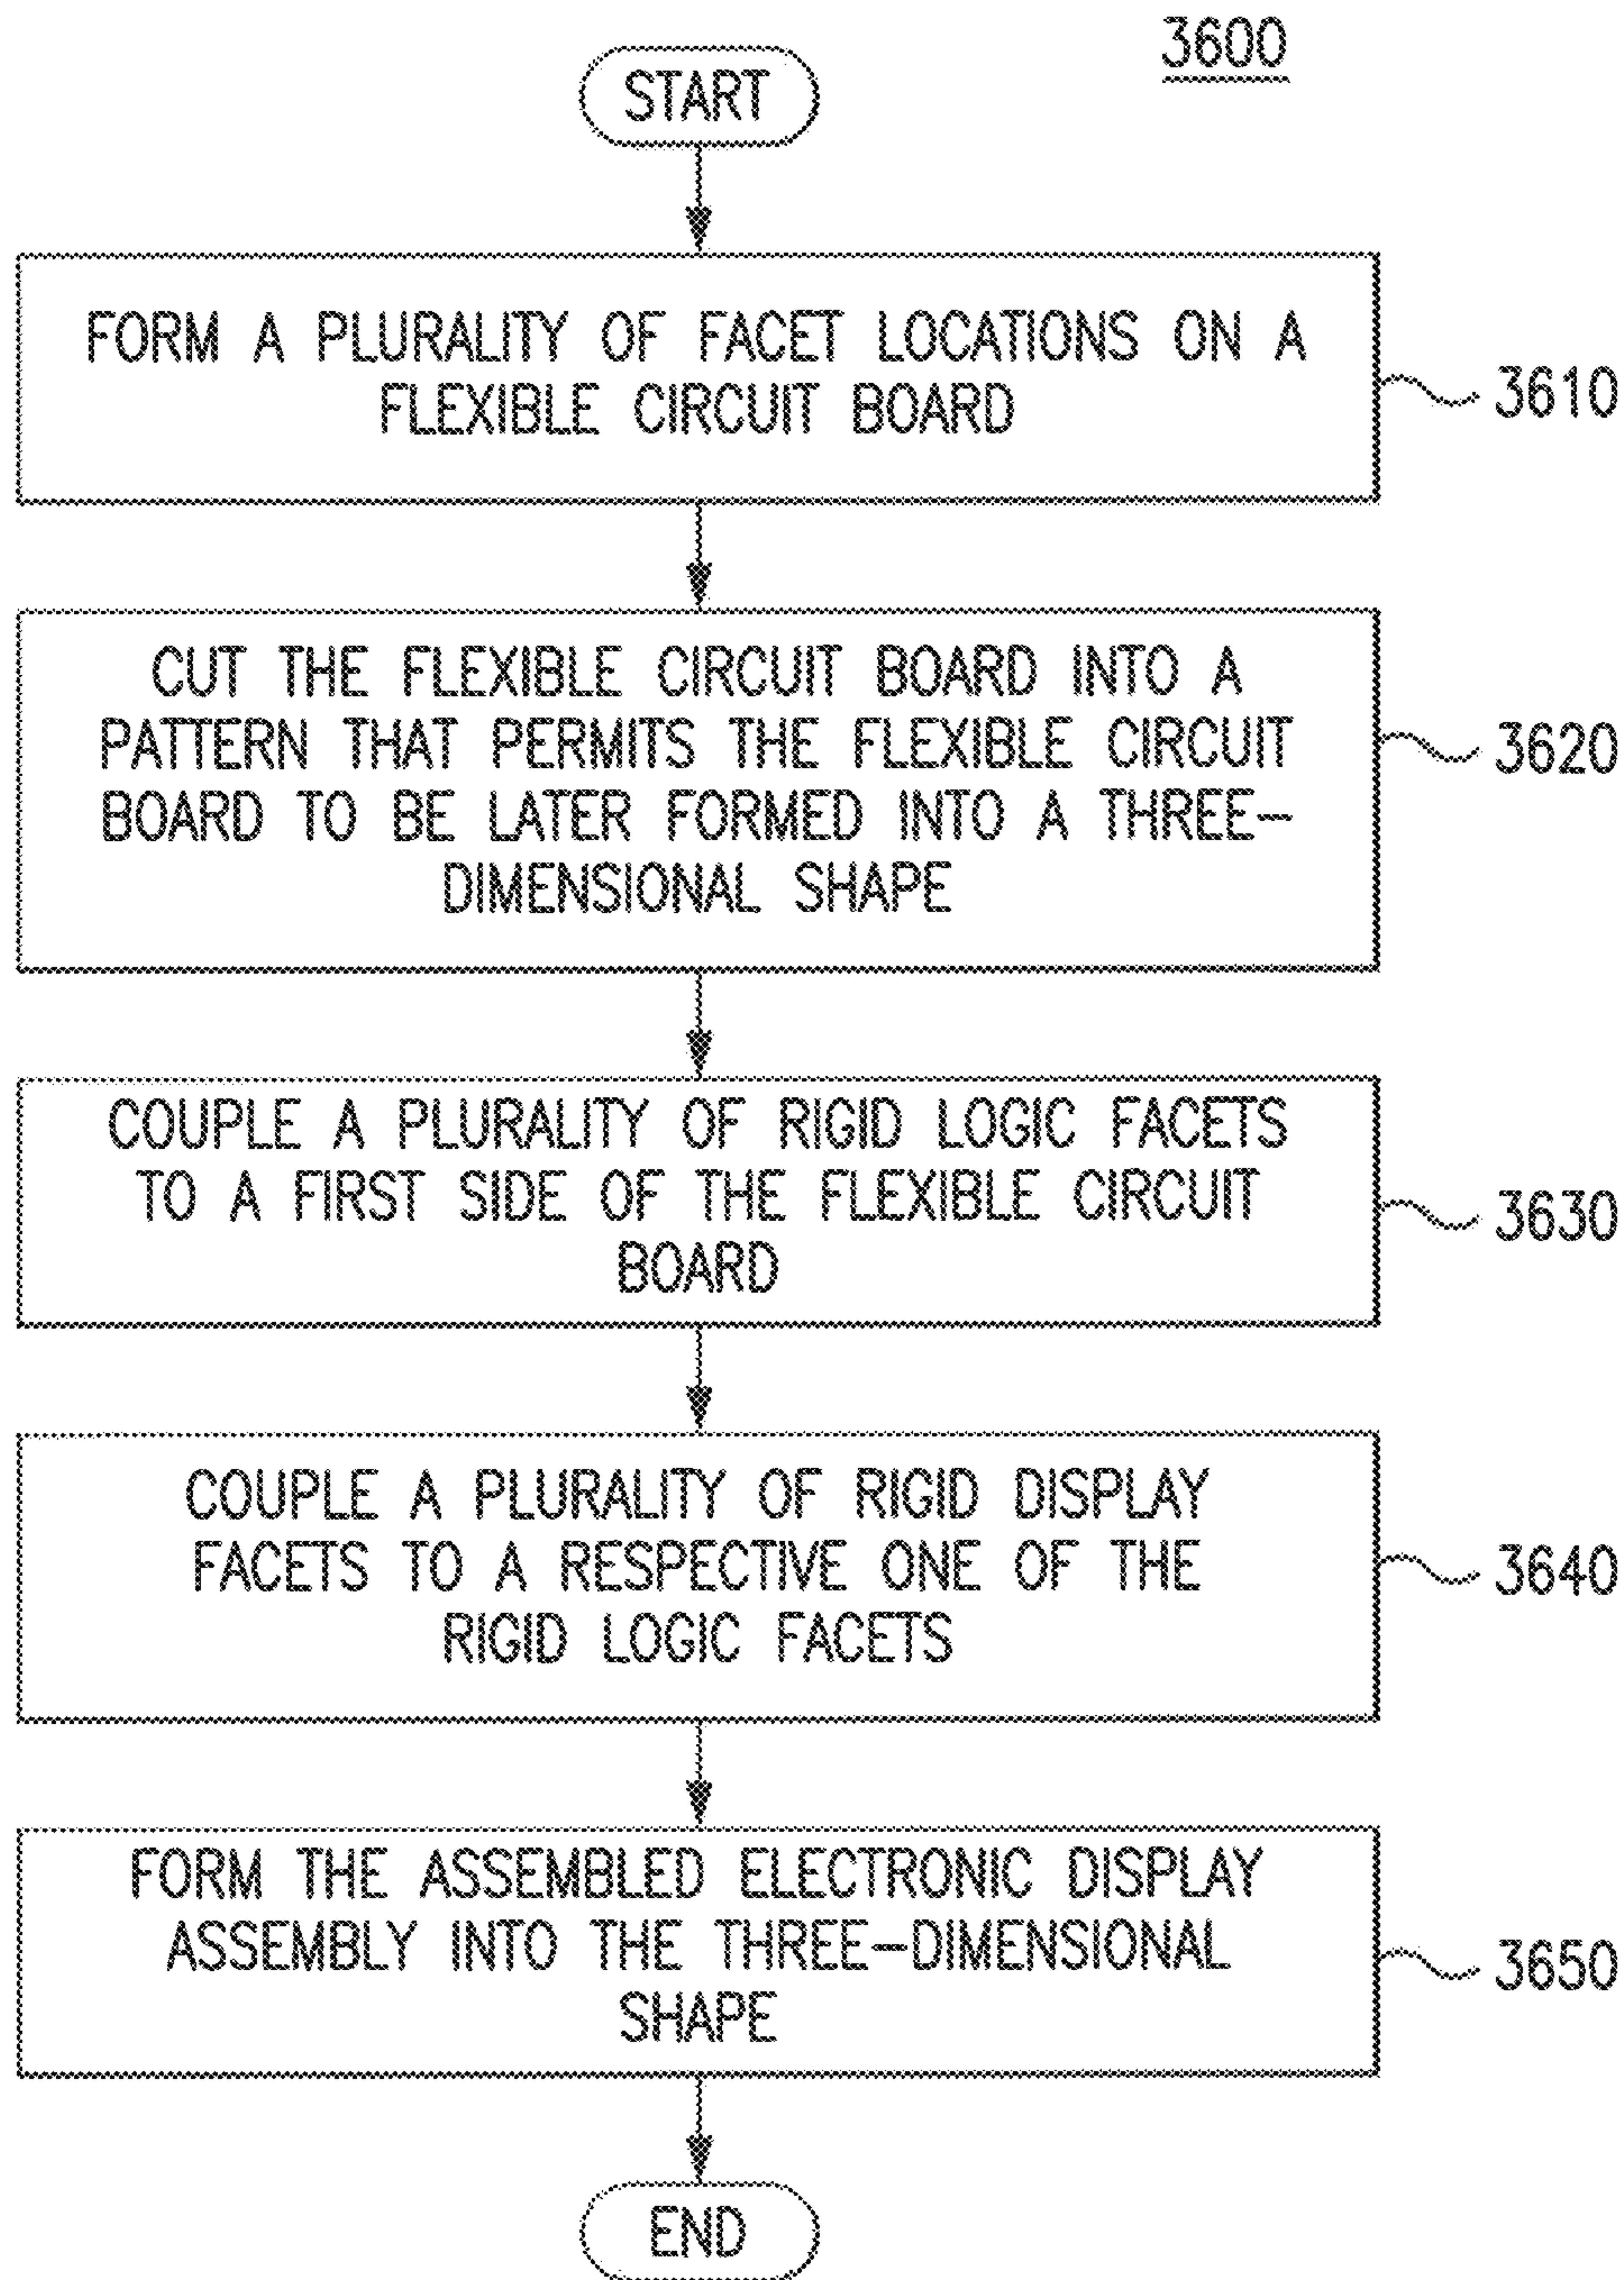 3600
START
FORM A PLURALITY OF FACET LOCATIONS ON A
FLEXIBLE CIRCUIT BOARD
3610
CUT THE FLEXIBLE CIRCUIT BOARD INTO A
PATTERN THAT PERMITS THE FLEXIBLE CIRCUIT
BOARD TO BE LATER FORMED INTO A THREE-
DIMENSIONAL SHAPE
3620
COUPLE A PLURALITY OF RIGID LOGIC FACETS
TO A FIRST SIDE OF THE FLEXIBLE CIRCUIT
BOARD
3630
COUPLE A PLURALITY OF RIGID DISPLAY
FACETS TO A RESPECTIVE ONE OF THE
RIGID LOGIC FACETS
3640
FORM THE ASSEMBLED ELECTRONIC DISPLAY
ASSEMBLY INTO THE THREE-DIMENSIONAL
SHAPE
3650
END